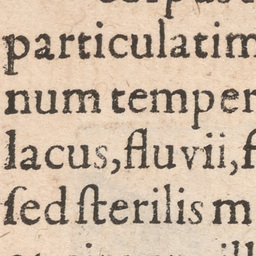 particulatim
num temper
lacus, fluvii, f
ſed ſterilis m